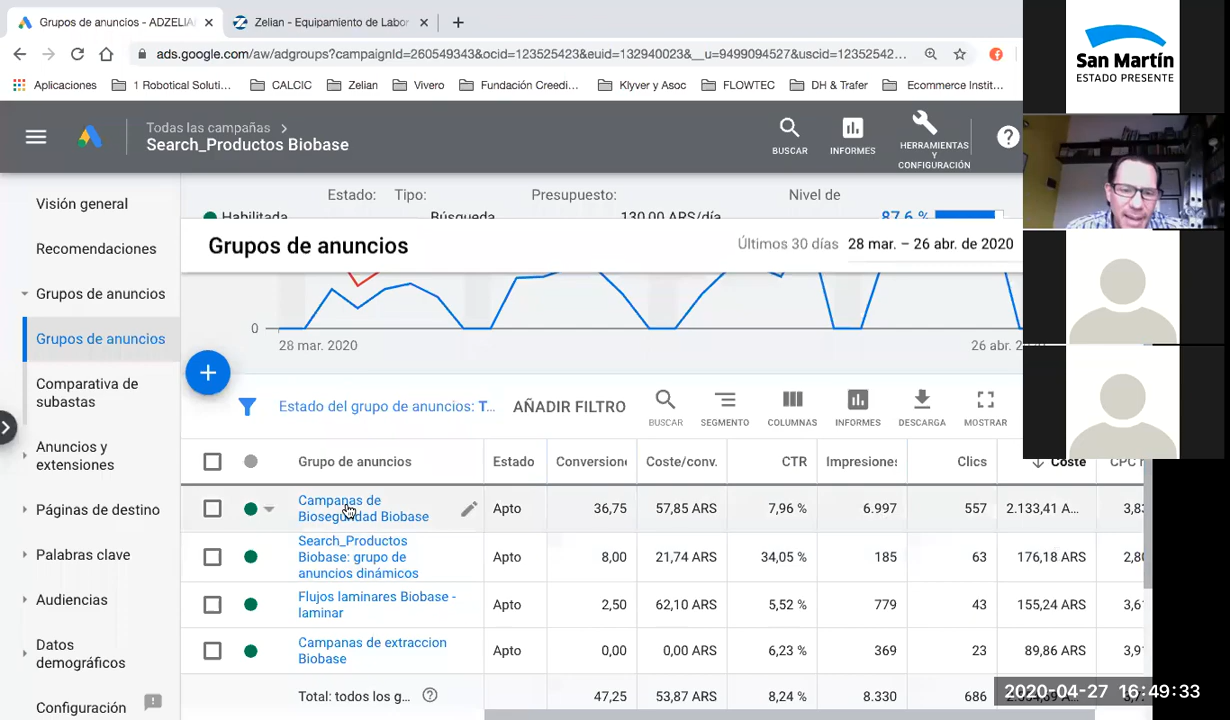 Grupos de anuncios - ADZELIA
Zelian - Equipamiento de Labor
ads.google.com/aw/adgroups?campaignId=260549343&ocid=123525423&euid=132940023&__u=9499094527&uscid=12352542...
Aplicaciones
1 Robotical Soluti...
CALCIC
Zelian
Vivero
Fundación Creedi...
Klyver y Asoc
FLOWTEC
DH & Trafer
Ecommerce Instit...
San Martín
ESTADO PRESENTE
Todas las campañas
Search_Productos Biobase
BUSCAR
INFORMES
HERRAMIENTAS
Y
CONFIGURACIÓN
Visión general
Recomendaciones
Grupos de anuncios
Grupos de anuncios
Comparativa de
subastas
Anuncios y
extensiones
Páginas de destino
Palabras clave
Audiencias
Datos
demográficos
Configuración
Estado: Tipo: Presupuesto: Nivel de
Habilitada Búsqueda 130,00 ARS/día 87,6 %
Grupos de anuncios
Últimos 30 días 28 mar. – 26 abr. de 2020
0
28 mar. 2020
26 abr. 2
Estado del grupo de anuncios: T...
AÑADIR FILTRO
BUSCAR
SEGMENTO
COLUMNAS
INFORMES
DESCARGA
MOSTRAR
Grupo de anuncios Estado Conversione Coste/conv. CTR Impresiones Clics Coste CPC
Campanas de
Bioseguridad Biobase
Apto 36,75 57,85 ARS 7,96 % 6.997 557 2.133,41 A... 3,83
Search_Productos
Biobase: grupo de
anuncios dinámicos
Apto 8,00 21,74 ARS 34,05 % 185 63 176,18 ARS 2,80
Flujos laminares Biobase -
laminar
Apto 2,50 62,10 ARS 5,52 % 779 43 155,24 ARS 3,6
Campanas de extraccion
Biobase
Apto 0,00 0,00 ARS 6,23 % 369 23 89,86 ARS 3,9
Total: todos los g... 47,25 53,87 ARS 8,24 % 8.330 686
2020-04-27 16:49:33